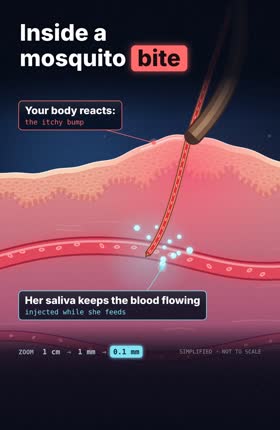 Inside a
mosquito bite
Your body reacts:
the itchy bump
Her saliva keeps the blood flowing
injected while she feeds
ZOOM 1 cm → 1 mm → 0.1 mm
SIMPLIFIED · NOT TO SCALE